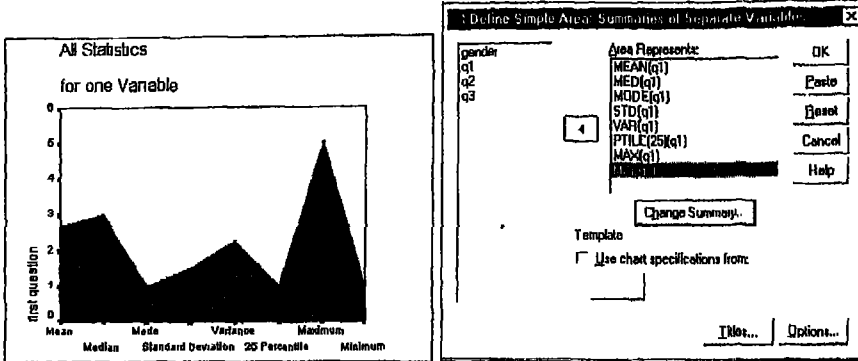 All Statistics
for one Variable
6
5
4
3
2
1
0
first question
Mean Mode Variance Maximum
Median Standard Deviation 25 Percentile Minimum
Define Simple Area: Summaries of Separate Variables
gender
q1
q2
q3
Area Represents:
MEAN(q1)
MED(q1)
MODE(q1)
STD(q1)
VAR(q1)
PTILE(25)(q1)
MAX(q1)
OK
Paste
Reset
Cancel
Help
Change Summary..
Template
Use chart specifications from:
Titles...
Options...